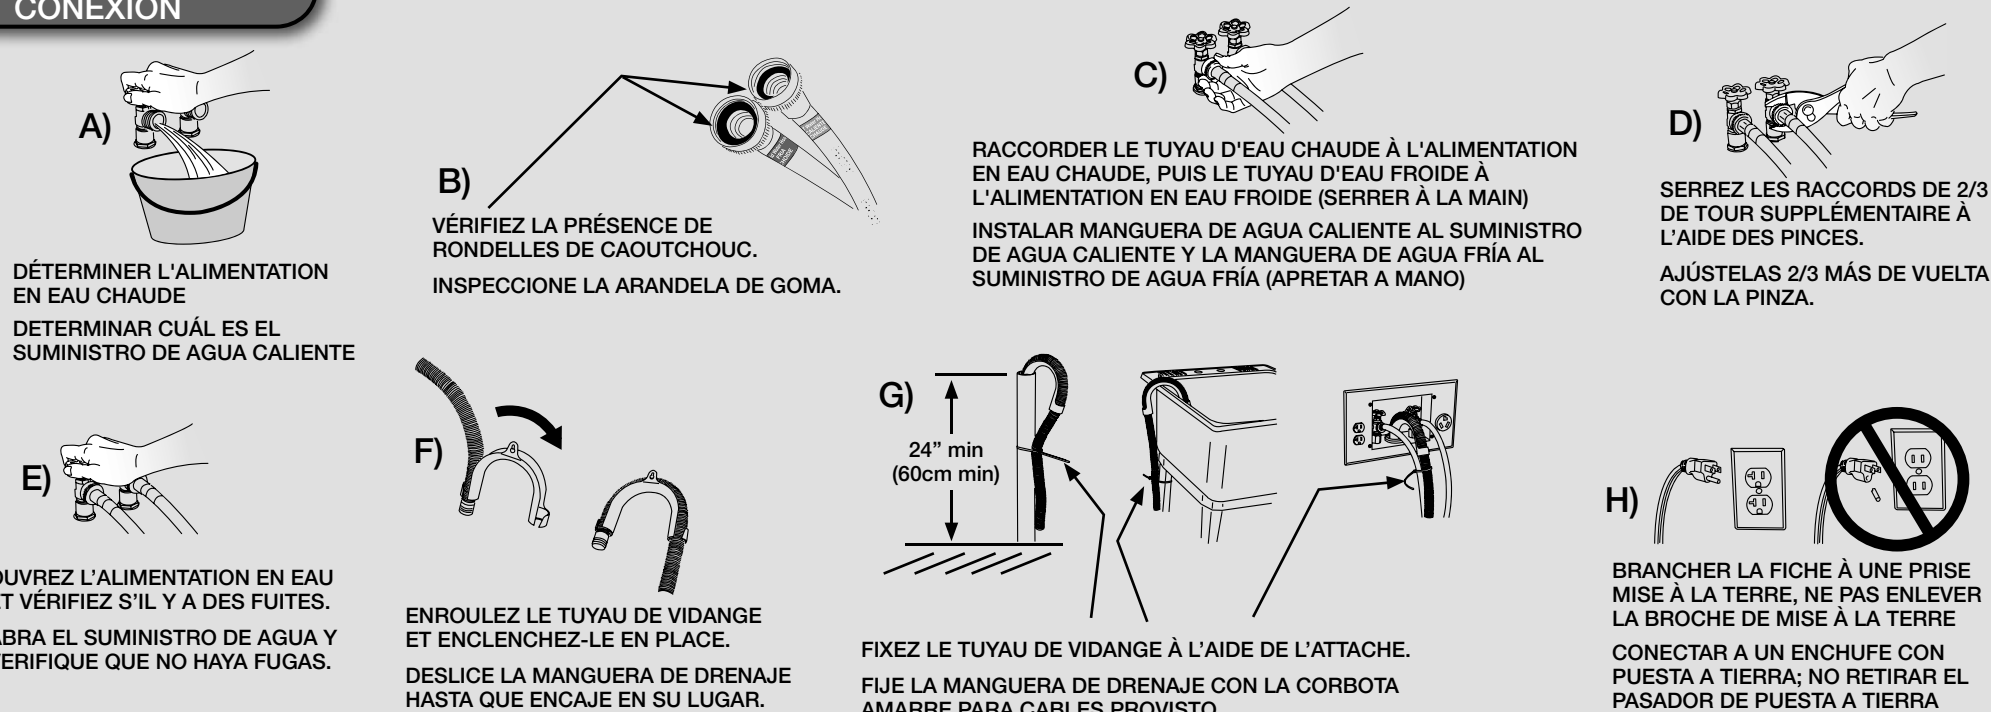 CONEXIÓN
A)
DÉTERMINER L'ALIMENTATION
EN EAU CHAUDE
DETERMINAR CUÁL ES EL
SUMINISTRO DE AGUA CALIENTE
B)
VÉRIFIEZ LA PRÉSENCE DE
RONDELLES DE CAOUTCHOUC.
INSPECCIONE LA ARANDELA DE GOMA.
C)
RACCORDER LE TUYAU D'EAU CHAUDE À L'ALIMENTATION
EN EAU CHAUDE, PUIS LE TUYAU D'EAU FROIDE À
L'ALIMENTATION EN EAU FROIDE (SERRER À LA MAIN)
INSTALAR MANGUERA DE AGUA CALIENTE AL SUMINISTRO
DE AGUA CALIENTE Y LA MANGUERA DE AGUA FRÍA AL
SUMINISTRO DE AGUA FRÍA (APRETAR A MANO)
D)
SERREZ LES RACCORDS DE 2/3
DE TOUR SUPPLÉMENTAIRE À
L’AIDE DES PINCES.
AJÚSTELAS 2/3 MÁS DE VUELTA
CON LA PINZA.
E)
OUVREZ L’ALIMENTATION EN EAU
ET VÉRIFIEZ S’IL Y A DES FUITES.
ABRA EL SUMINISTRO DE AGUA Y
VERIFIQUE QUE NO HAYA FUGAS.
F)
ENROULEZ LE TUYAU DE VIDANGE
ET ENCLENCHEZ-LE EN PLACE.
DESLICE LA MANGUERA DE DRENAJE
HASTA QUE ENCAJE EN SU LUGAR.
G)
24” min
(60cm min)
FIXEZ LE TUYAU DE VIDANGE À L’AIDE DE L’ATTACHE.
FIJE LA MANGUERA DE DRENAJE CON LA CORBOTA
AMARRE PARA CABLES PROVISTO
H)
BRANCHER LA FICHE À UNE PRISE
MISE À LA TERRE, NE PAS ENLEVER
LA BROCHE DE MISE À LA TERRE
CONECTAR A UN ENCHUFE CON
PUESTA A TIERRA; NO RETIRAR EL
PASADOR DE PUESTA A TIERRA